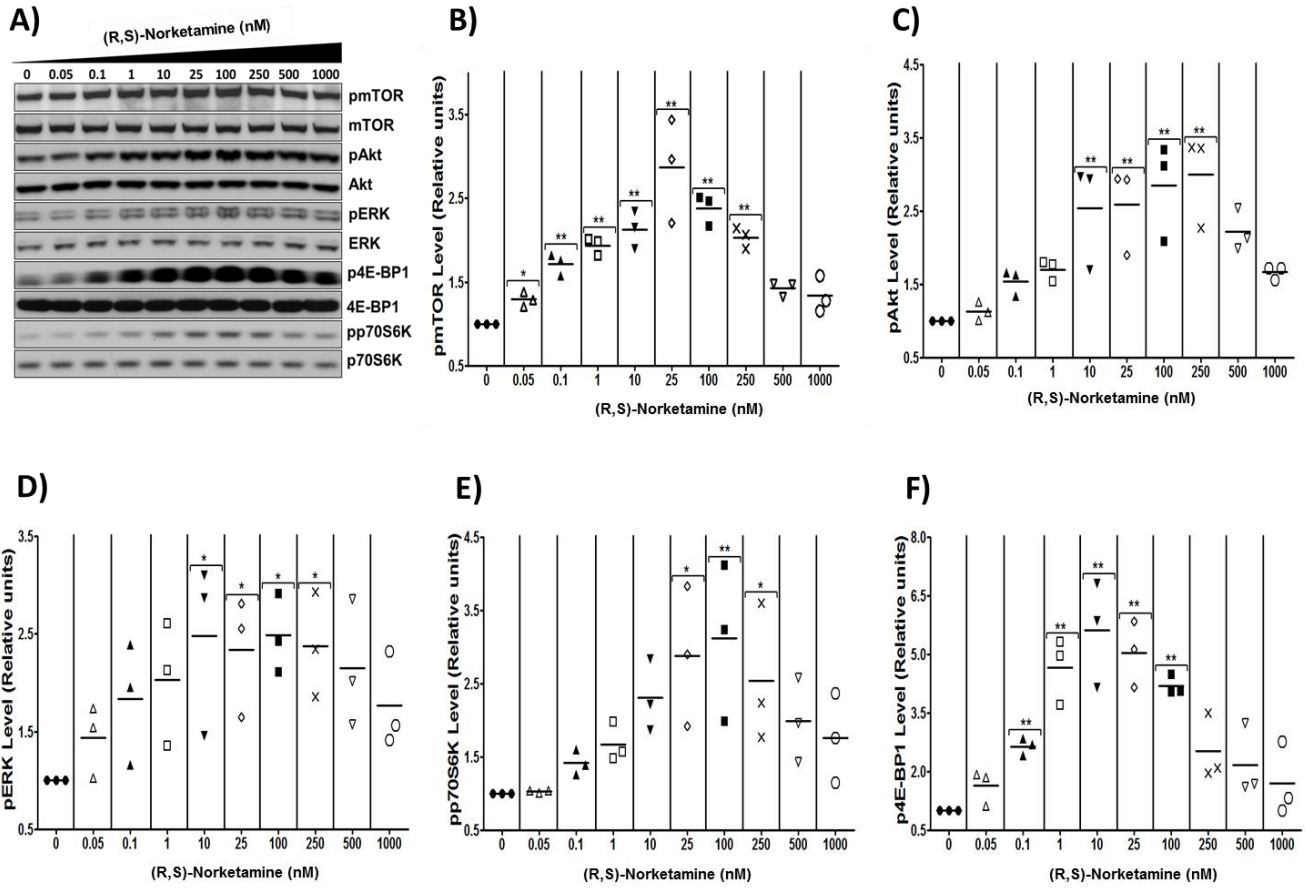 A)
(R,S)-Norketamine (nM)
0 0.05 0.1 1 10 25 100 250 500 1000
pmTOR
mTOR
pAkt
Akt
pERK
ERK
p4E-BP1
4E-BP1
pp70S6K
p70S6K
B)
pmTOR Level (Relative units)
3.5
2.5
1.5
0.5
* ** ** ** ** ** **
0 0.05 0.1 1 10 25 100 250 500 1000
(R,S)-Norketamine (nM)
C)
pAkt Level (Relative units)
4.5
3.5
2.5
1.5
0.5
** ** ** **
0 0.05 0.1 1 10 25 100 250 500 1000
(R,S)-Norketamine (nM)
D)
pERK Level (Relative units)
3.5
2.5
1.5
0.5
* * * *
0 0.05 0.1 1 10 25 100 250 500 1000
(R,S)-Norketamine (nM)
E)
pp70S6K Level (Relative units)
4.5
3.5
2.5
1.5
0.5
* ** *
0 0.05 0.1 1 10 25 100 250 500 1000
(R,S)-Norketamine (nM)
F)
p4E-BP1 Level (Relative units)
8.0
6.5
5.0
3.5
2.0
0.5
** ** ** ** **
0 0.05 0.1 1 10 25 100 250 500 1000
(R,S)-Norketamine (nM)